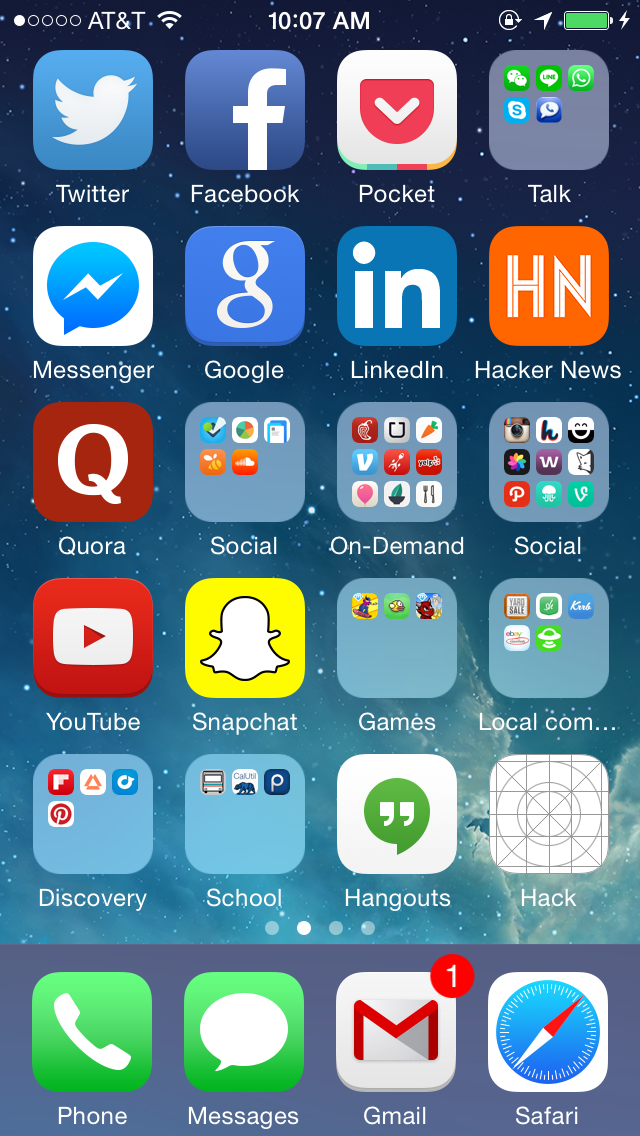 AT&T 10:07 AM
Twitter Facebook Pocket Talk
Messenger Google LinkedIn Hacker News
Quora Social On-Demand Social
YouTube Snapchat Games Local com...
Discovery School Hangouts Hack
1
Phone Messages Gmail Safari